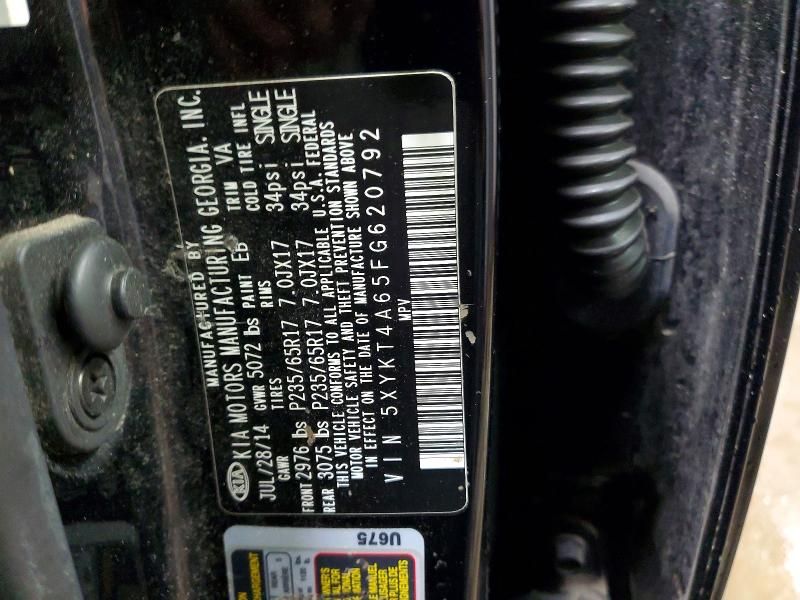 MANUFACTURED BY
KIA KIA MOTORS MANUFACTURING GEORGIA, INC.
JUL/28/14 GVWR 5072 lbs PAINT EB TRIM VA
GAWR TIRES RIMS COLD TIRE INFL
FRONT 2976 lbs P235/65R17 7.0JX17 34psi SINGLE
REAR 3075 lbs P235/65R17 7.0JX17 34psi SINGLE
THIS VEHICLE CONFORMS TO ALL APPLICABLE U.S.A. FEDERAL
MOTOR VEHICLE SAFETY AND THEFT PREVENTION STANDARDS
IN EFFECT ON THE DATE OF MANUFACTURE SHOWN ABOVE
VIN 5XYKT4A65FG620792
MPV
U675